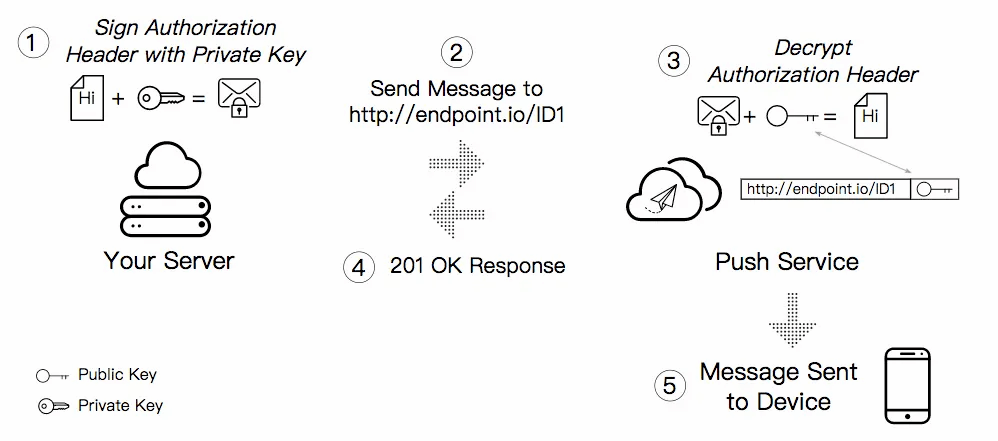 1
Sign Authorization
Header with Private Key
Hi
+
=
Your Server
2
Send Message to
http://endpoint.io/ID1
4
201 OK Response
3
Decrypt
Authorization Header
+
=
Hi
http://endpoint.io/ID1
Push Service
5
Message Sent
to Device
Public Key
Private Key